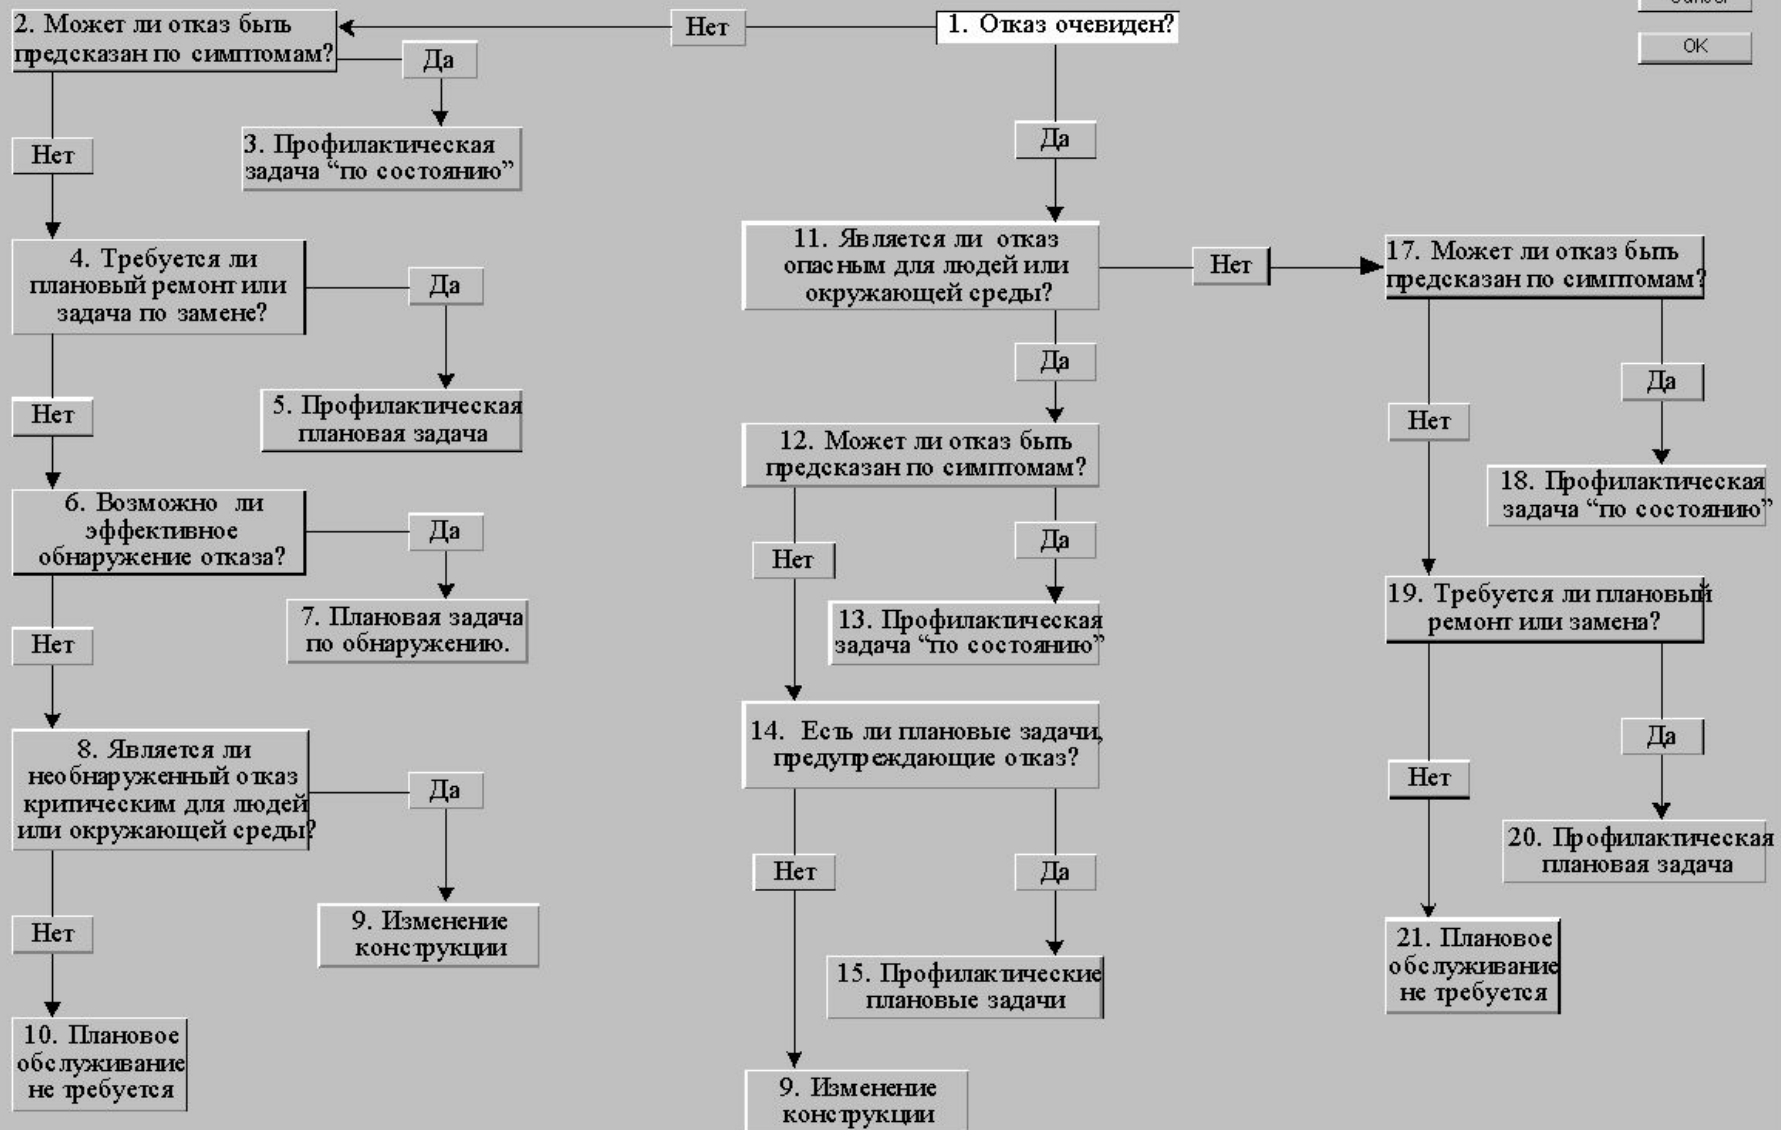 2. Может ли отказ быть
предсказан по симптомам?
Нет
1. Отказ очевиден?
OK
Да
3. Профилактическая
задача “по состоянию”
Нет
Да
4. Требуется ли
плановый ремонт или
задача по замене?
Да
5. Профилактическая
плановая задача
Нет
6. Возможно ли
эффективное
обнаружение отказа?
Да
7. Плановая задача
по обнаружению.
Нет
8. Является ли
необнаруженный отказ
критическим для людей
или окружающей среды?
Да
9. Изменение
конструкции
Нет
10. Плановое
обслуживание
не требуется
11. Является ли отказ
опасным для людей или
окружающей среды?
Нет
Да
12. Может ли отказ быть
предсказан по симптомам?
Нет
Да
13. Профилактическая
задача “по состоянию”
14. Есть ли плановые задачи,
предупреждающие отказ?
Нет
Да
15. Профилактические
плановые задачи
9. Изменение
конструкции
17. Может ли отказ быть
предсказан по симптомам?
Да
Нет
18. Профилактическая
задача “по состоянию”
19. Требуется ли плановый
ремонт или замена?
Да
Нет
20. Профилактическая
плановая задача
21. Плановое
обслуживание
не требуется